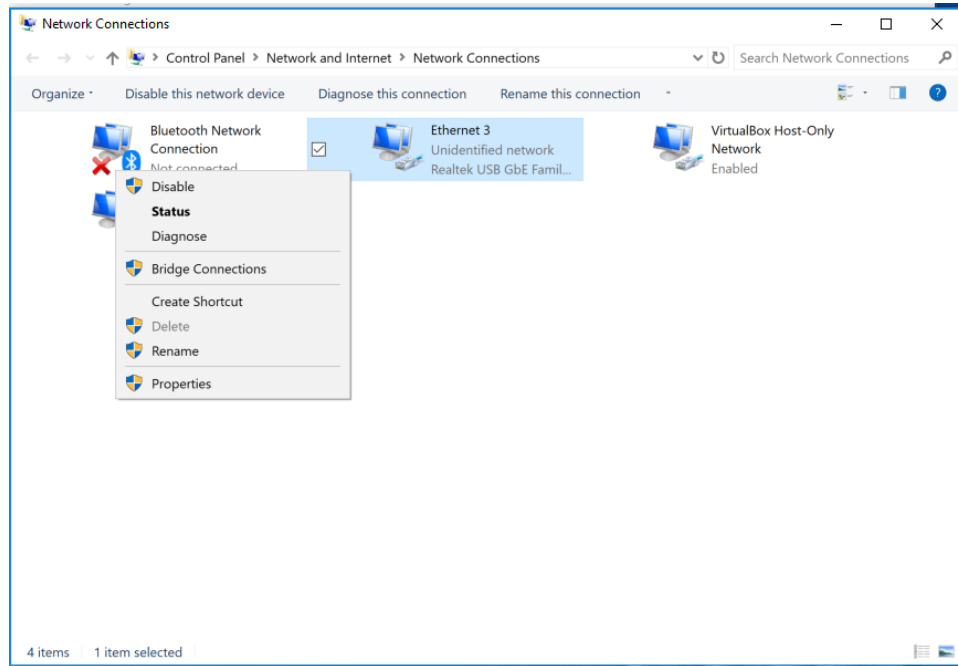 Network Connections
Control Panel > Network and Internet > Network Connections
Search Network Connections
Organize
Disable this network device
Diagnose this connection
Rename this connection
Bluetooth Network
Connection
Not connected
Ethernet 3
Unidentified network
Realtek USB GbE Famil...
VirtualBox Host-Only
Network
Enabled
Disable
Status
Diagnose
Bridge Connections
Create Shortcut
Delete
Rename
Properties
4 items
1 item selected